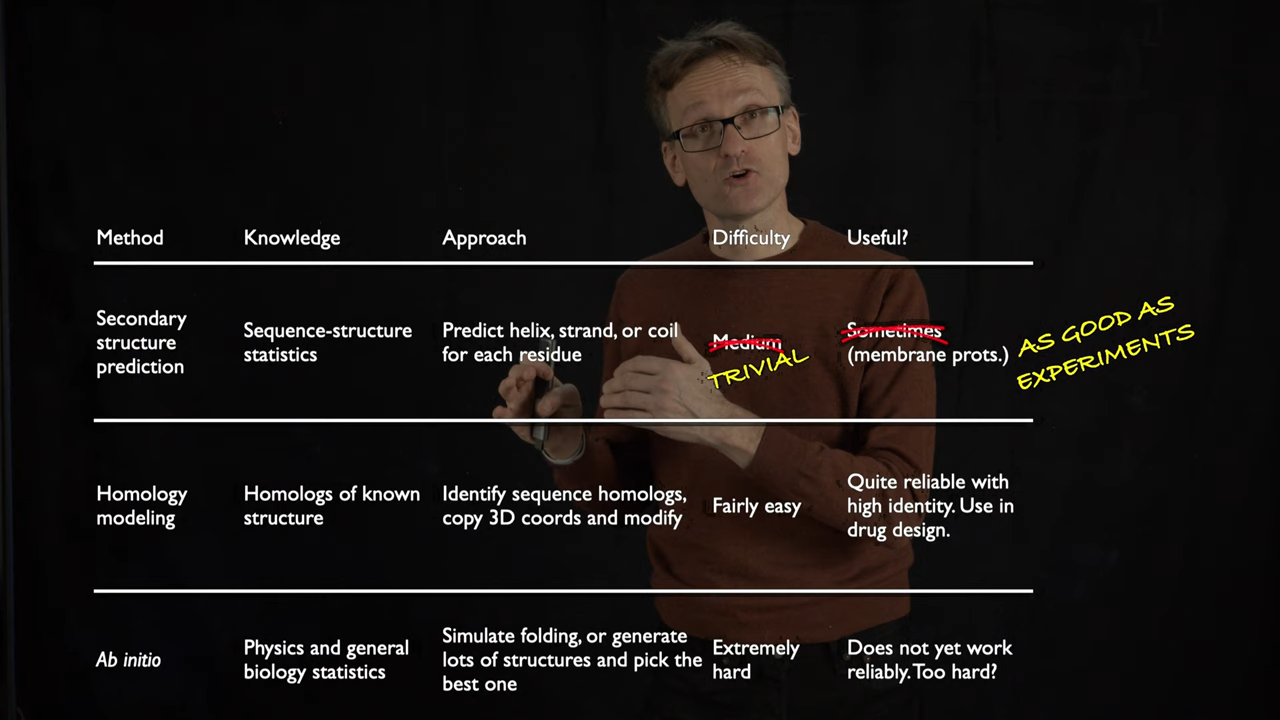 Method Knowledge Approach Difficulty Useful?
Secondary
structure
prediction
Sequence-structure
statistics
Predict helix, strand, or coil
for each residue
Medium
TRIVIAL
Sometimes
(membrane prots.)
AS GOOD AS
EXPERIMENTS
Homology
modeling
Homologs of known
structure
Identify sequence homologs,
copy 3D coords and modify
Fairly easy
Quite reliable with
high identity. Use in
drug design.
Ab initio
Physics and general
biology statistics
Simulate folding, or generate
lots of structures and pick the
best one
Extremely
hard
Does not yet work
reliably. Too hard?